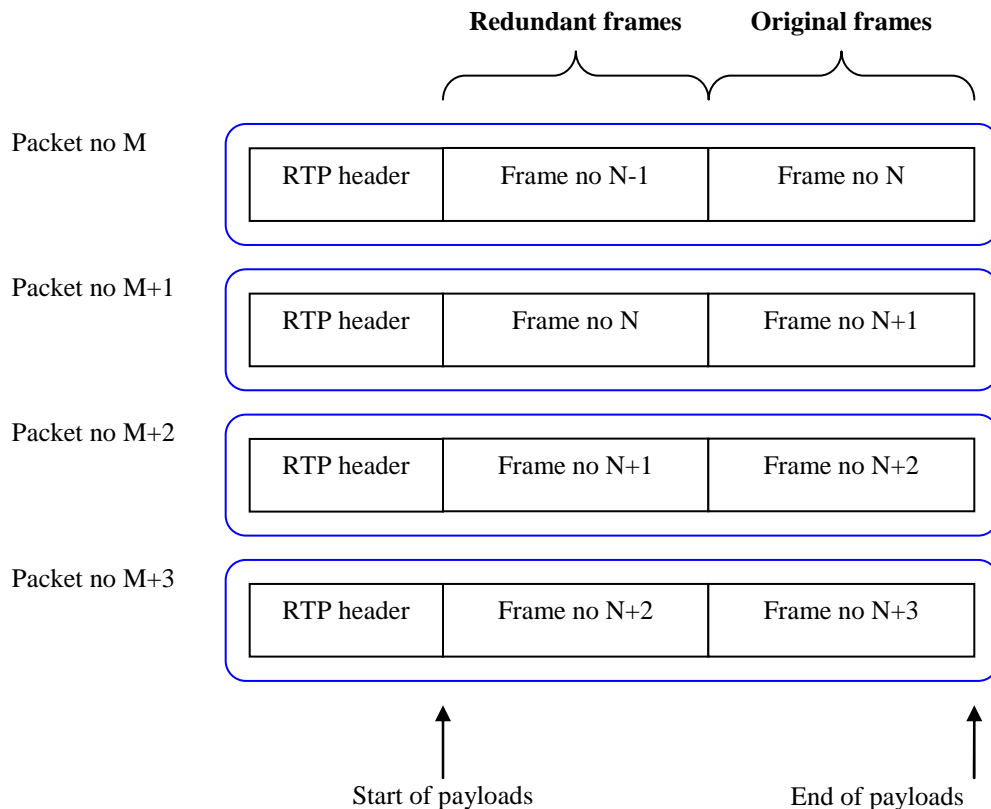 Redundant frames Original frames
Packet no M
RTP header Frame no N-1 Frame no N
Packet no M+1
RTP header Frame no N Frame no N+1
Packet no M+2
RTP header Frame no N+1 Frame no N+2
Packet no M+3
RTP header Frame no N+2 Frame no N+3
Start of payloads End of payloads